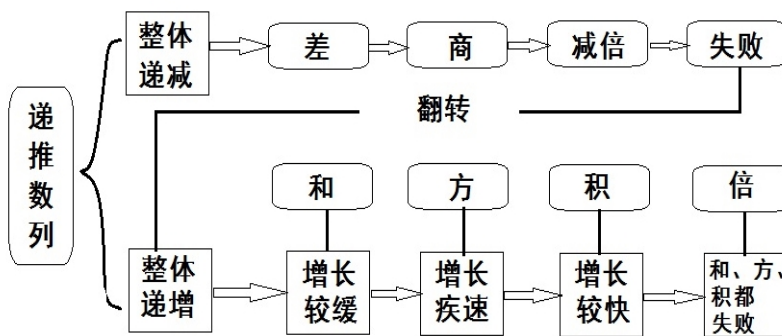 递推数列
整体递减
差
商
减倍
失败
翻转
和
方
积
倍
整体递增
增长较缓
增长疾速
增长较快
和、方、积都失败